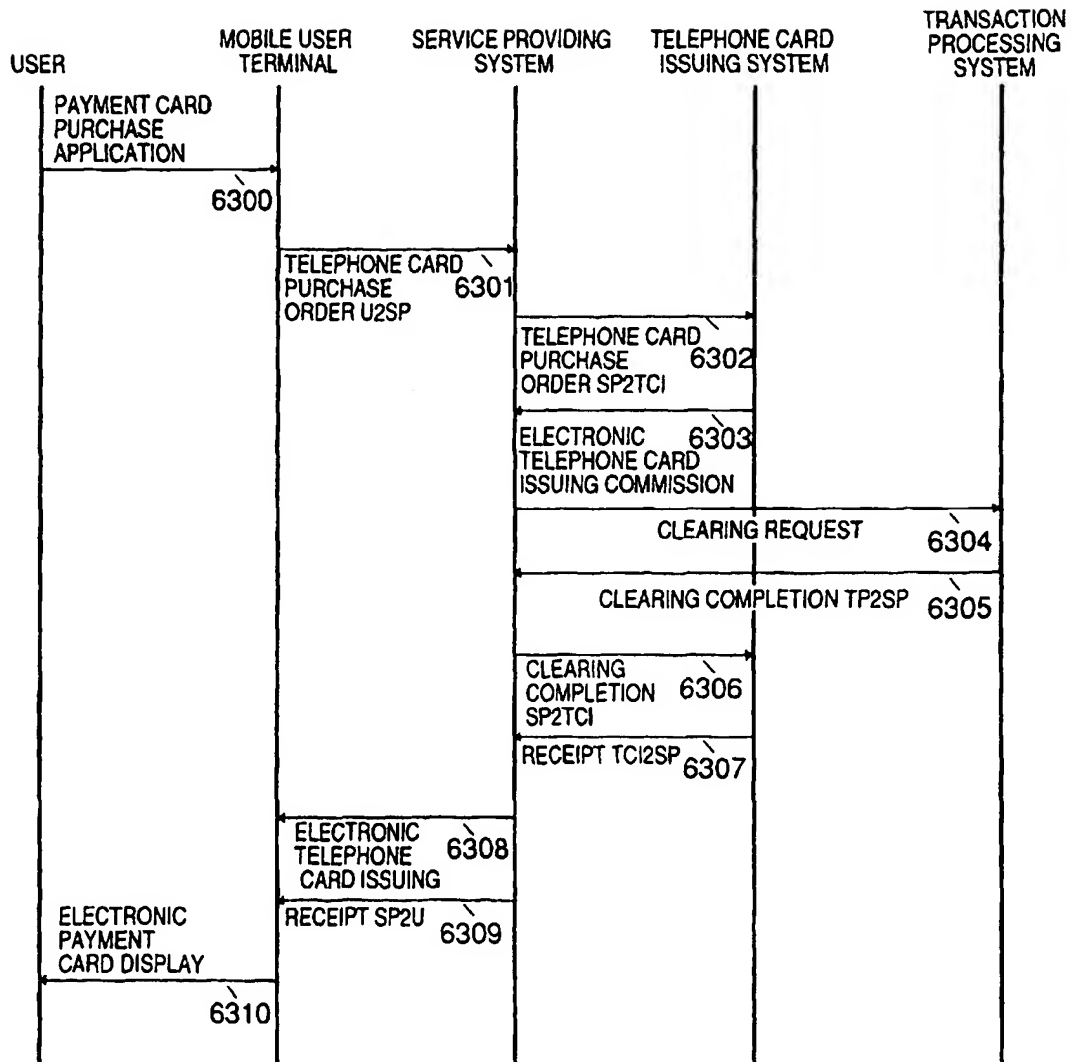 USER
MOBILE USER
TERMINAL
SERVICE PROVIDING
SYSTEM
TELEPHONE CARD
ISSUING SYSTEM
TRANSACTION
PROCESSING
SYSTEM
PAYMENT CARD
PURCHASE
APPLICATION
6300
TELEPHONE CARD
PURCHASE
ORDER U2SP
6301
TELEPHONE CARD
PURCHASE
ORDER SP2TCI
6302
ELECTRONIC
TELEPHONE CARD
ISSUING COMMISSION
6303
CLEARING REQUEST
6304
CLEARING COMPLETION TP2SP
6305
CLEARING
COMPLETION
SP2TCI
6306
RECEIPT TCI2SP
6307
ELECTRONIC
TELEPHONE
CARD ISSUING
6308
RECEIPT SP2U
6309
ELECTRONIC
PAYMENT
CARD DISPLAY
6310